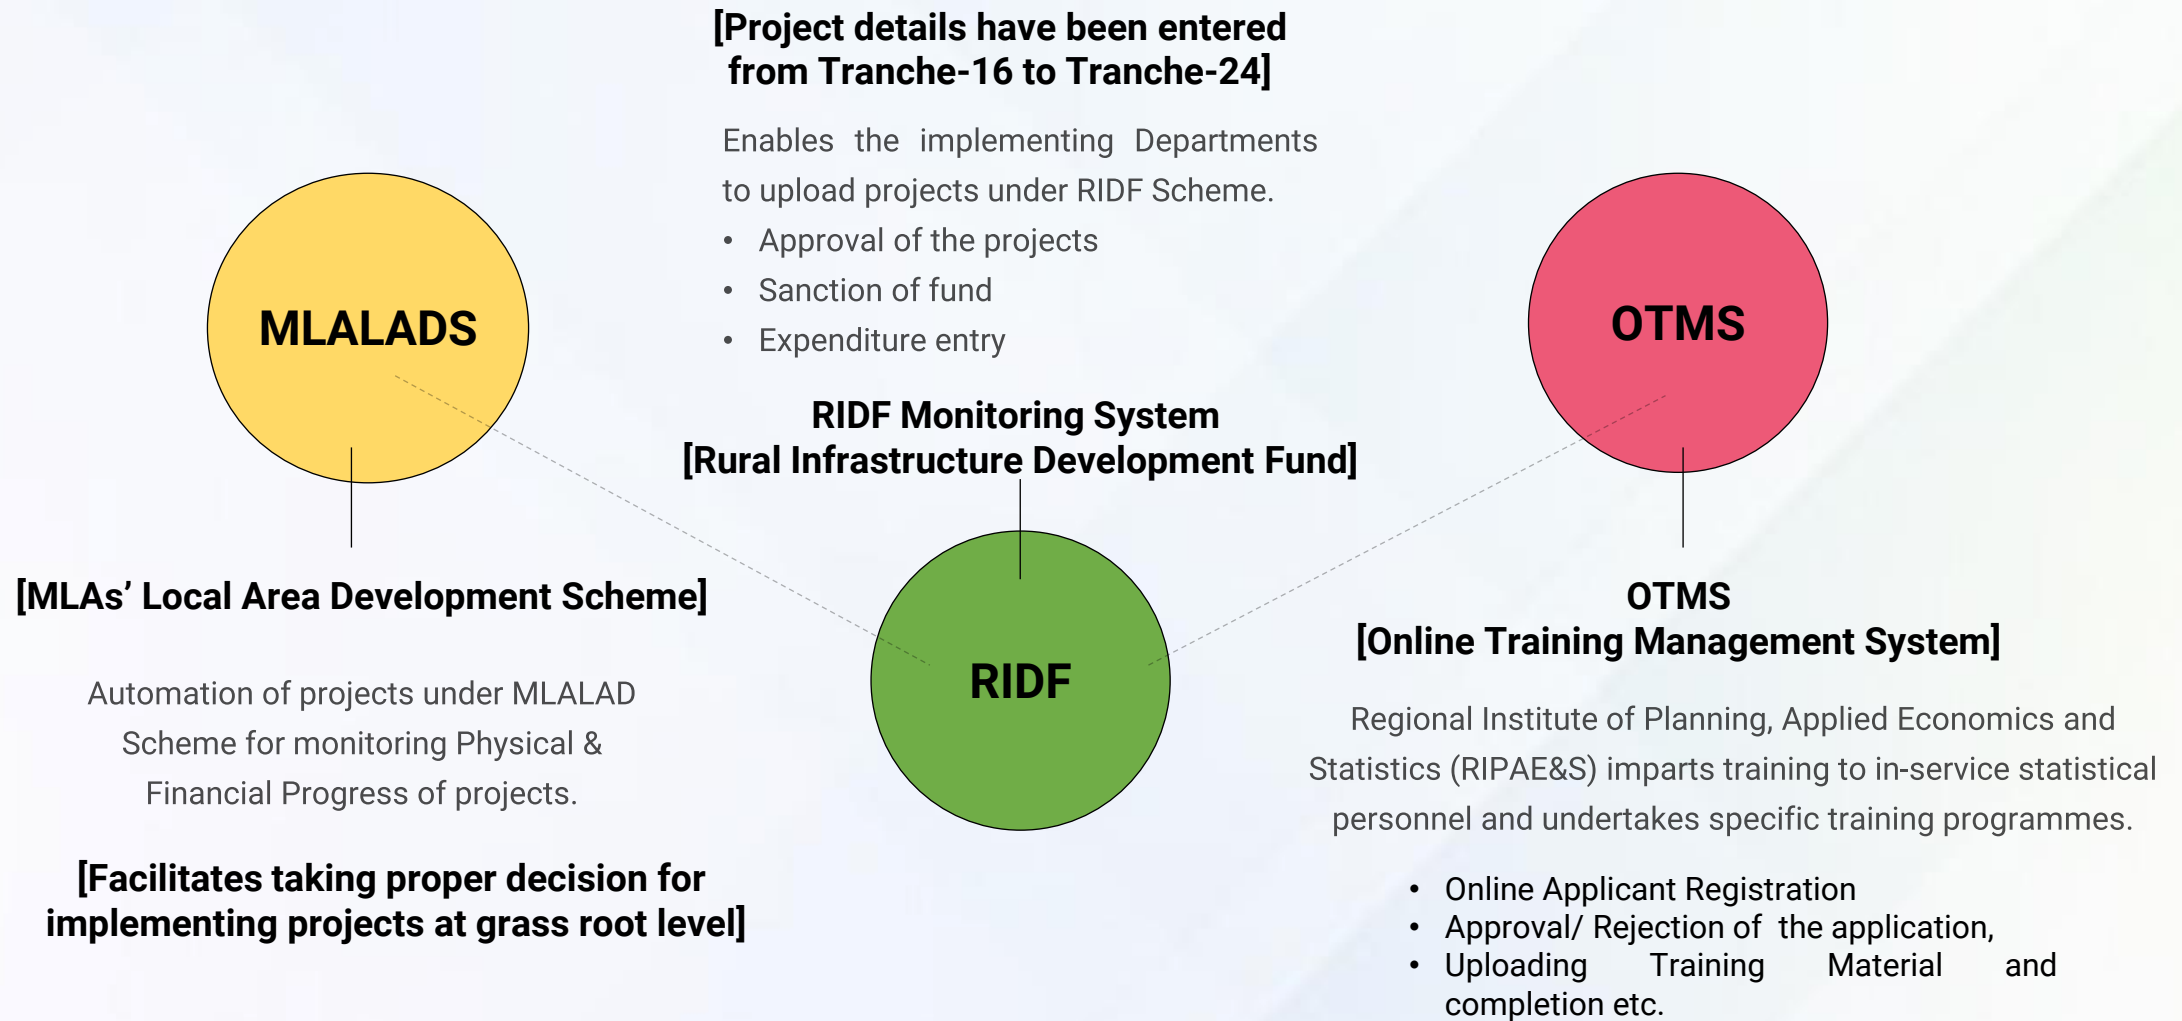 MLALADS
[MLAs’ Local Area Development Scheme]
Automation of projects under MLALAD
Scheme for monitoring Physical &
Financial Progress of projects.
[Facilitates taking proper decision for
implementing projects at grass root level]
[Project details have been entered
from Tranche-16 to Tranche-24]
Enables the implementing Departments
to upload projects under RIDF Scheme.
• Approval of the projects
• Sanction of fund
• Expenditure entry
RIDF Monitoring System
[Rural Infrastructure Development Fund]
RIDF
OTMS
OTMS
[Online Training Management System]
Regional Institute of Planning, Applied Economics and
Statistics (RIPAE&S) imparts training to in-service statistical
personnel and undertakes specific training programmes.
• Online Applicant Registration
• Approval/ Rejection of the application,
• Uploading Training Material and
completion etc.